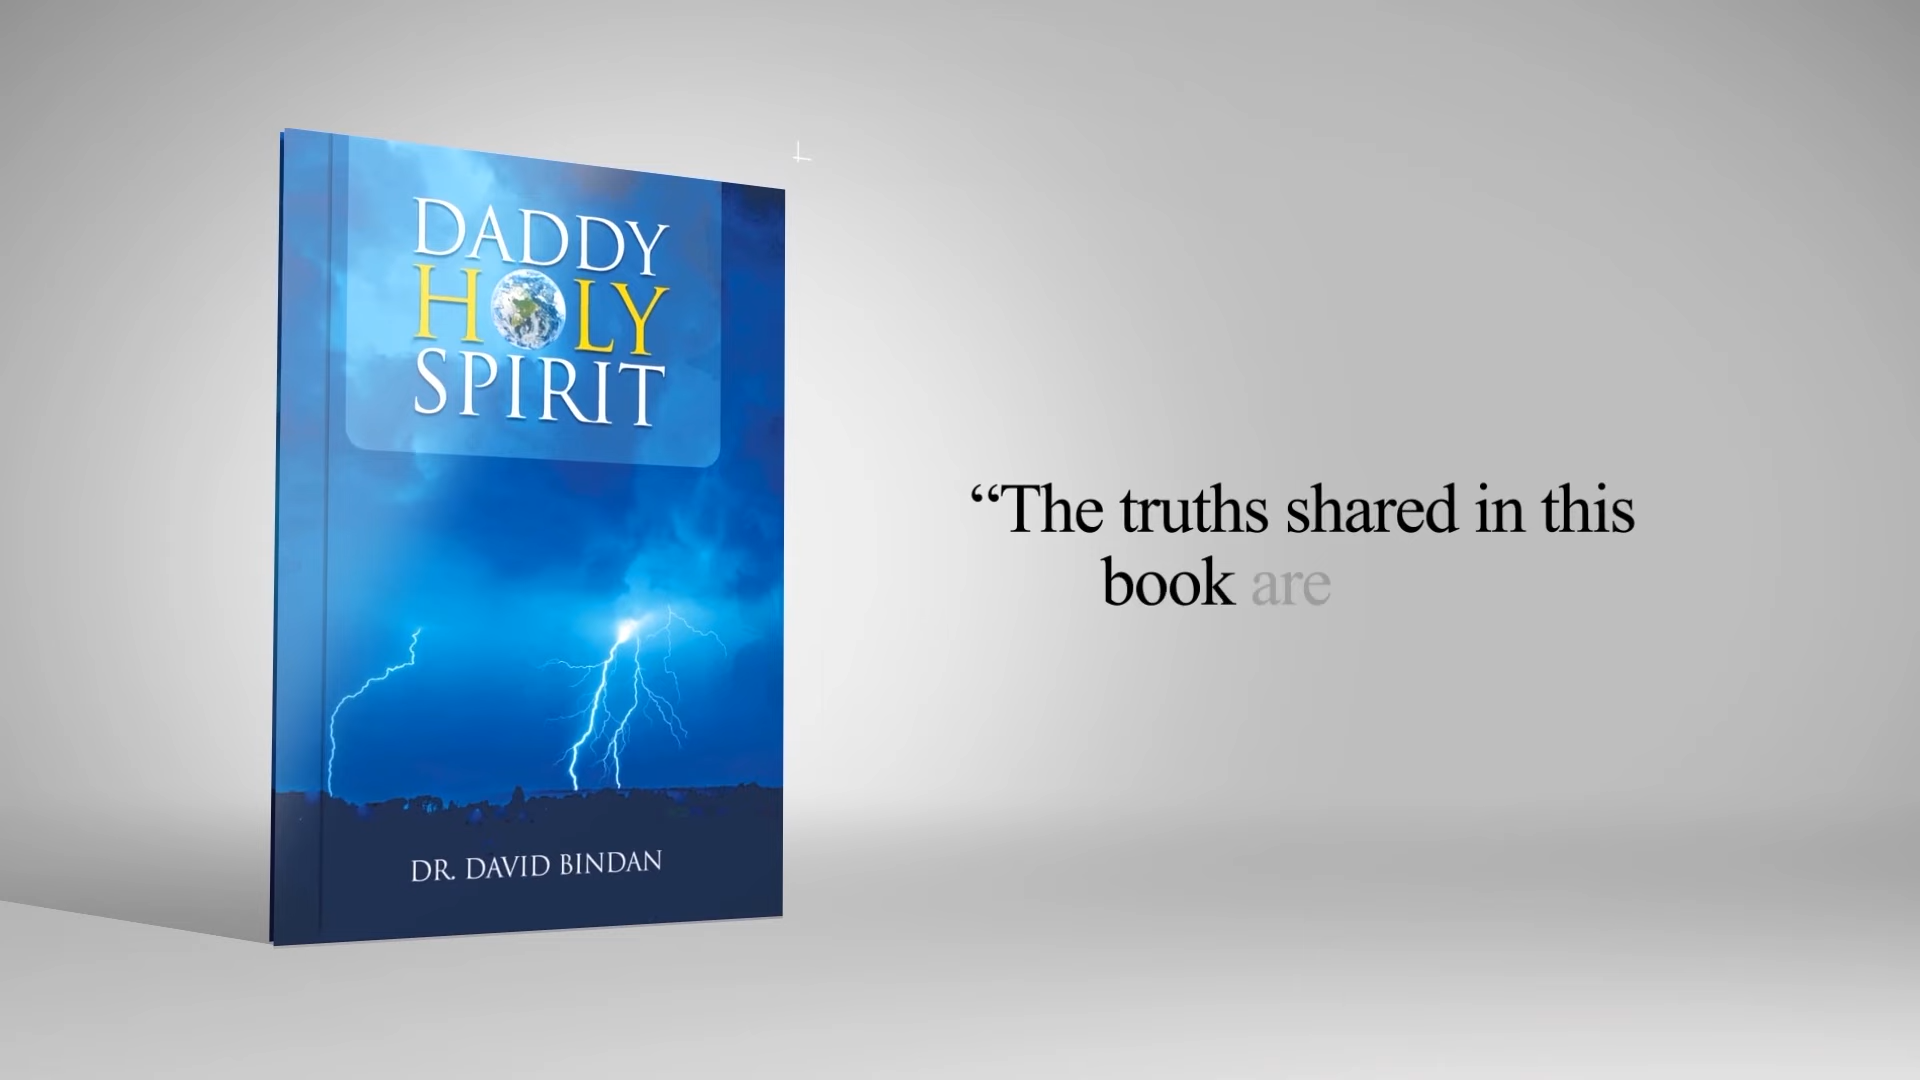 DADDY
HOLY
SPIRIT
DR. DAVID BINDAN
“The truths shared in this
book are